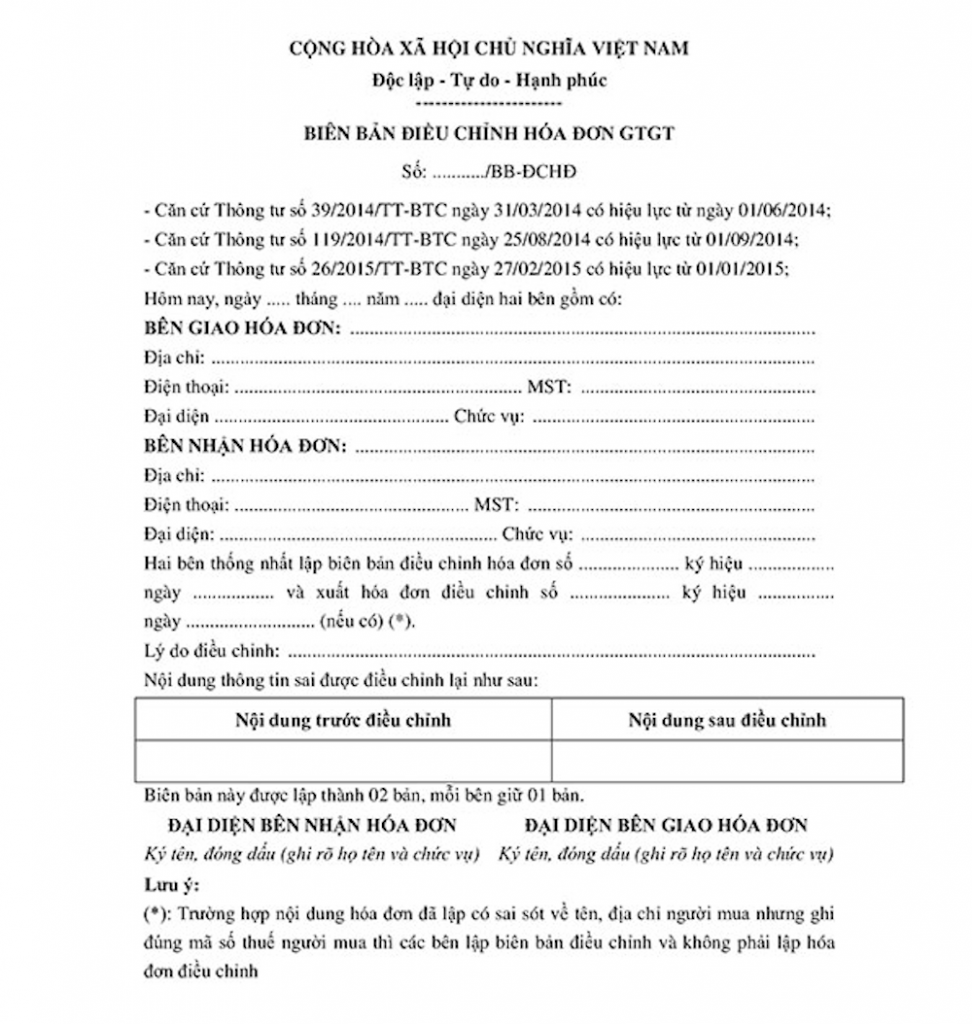 CỘNG HÒA XÃ HỘI CHỦ NGHĨA VIỆT NAM
Độc lập - Tự do - Hạnh phúc
-----------------------
BIÊN BẢN ĐIỀU CHỈNH HÓA ĐƠN GTGT
Số: .........../BB-ĐCHĐ
- Căn cứ Thông tư số 39/2014/TT-BTC ngày 31/03/2014 có hiệu lực từ ngày 01/06/2014;
- Căn cứ Thông tư số 119/2014/TT-BTC ngày 25/08/2014 có hiệu lực từ 01/09/2014;
- Căn cứ Thông tư số 26/2015/TT-BTC ngày 27/02/2015 có hiệu lực từ 01/01/2015;
Hôm nay, ngày ..... tháng .... năm ..... đại diện hai bên gồm có:
BÊN GIAO HÓA ĐƠN: ..........................................................................................
Địa chỉ: ....................................................................................................................
Điện thoại: ....................................................... MST: .............................................
Đại diện ............................................. Chức vụ: ......................................................
BÊN NHẬN HÓA ĐƠN: ........................................................................................
Địa chỉ: ....................................................................................................................
Điện thoại: ............................................. MST: .......................................................
Đại diện: ..................................................... Chức vụ: .............................................
Hai bên thống nhất lập biên bản điều chỉnh hóa đơn số ................... ký hiệu ................
ngày ................ và xuất hóa đơn điều chỉnh số ................... ký hiệu ..............
ngày ......................... (nếu có) (*).
Lý do điều chỉnh: .....................................................................................................
Nội dung thông tin sai được điều chỉnh lại như sau:
Nội dung trước điều chỉnh Nội dung sau điều chỉnh
Biên bản này được lập thành 02 bản, mỗi bên giữ 01 bản.
ĐẠI DIỆN BÊN NHẬN HÓA ĐƠN ĐẠI DIỆN BÊN GIAO HÓA ĐƠN
Ký tên, đóng dấu (ghi rõ họ tên và chức vụ) Ký tên, đóng dấu (ghi rõ họ tên và chức vụ)
Lưu ý:
(*): Trường hợp nội dung hóa đơn đã lập có sai sót về tên, địa chỉ người mua nhưng ghi
đúng mã số thuế người mua thì các bên lập biên bản điều chỉnh và không phải lập hóa
đơn điều chỉnh